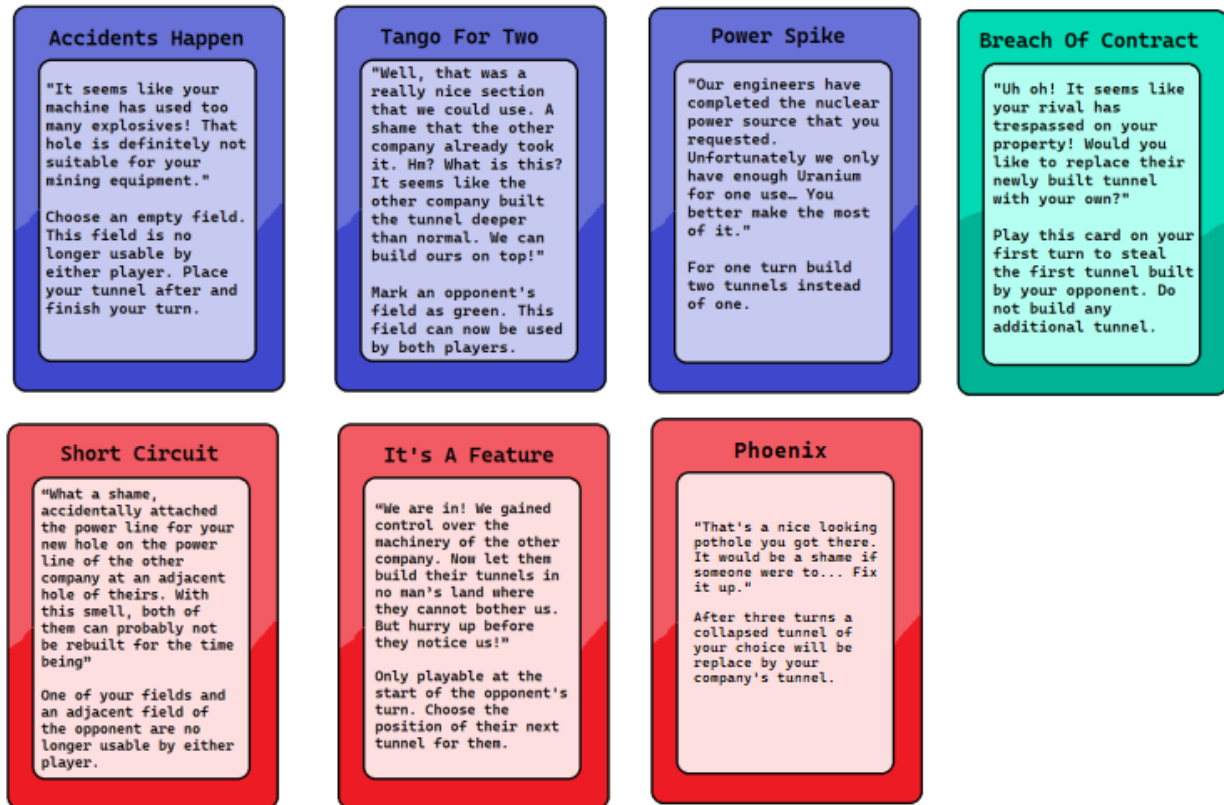 Accidents Happen
"It seems like your
machine has used too
many explosives! That
hole is definitely not
suitable for your
mining equipment."
Choose an empty field.
This field is no
longer usable by
either player. Place
your tunnel after and
finish your turn.
Tango For Two
"Well, that was a
really nice section
that we could use. A
shame that the other
company already took
it. Hm? What is this?
It seems like the
other company built
the tunnel deeper
than normal. We can
build ours on top!"
Mark an opponent's
field as green. This
field can now be used
by both players.
Power Spike
"Our engineers have
completed the nuclear
power source that you
requested.
Unfortunately we only
have enough Uranium
for one use… You
better make the most
of it."
For one turn build
two tunnels instead
of one.
Breach Of Contract
"Uh oh! It seems like
your rival has
trespassed on your
property! Would you
like to replace their
newly built tunnel
with your own?"
Play this card on your
first turn to steal
the first tunnel built
by your opponent. Do
not build any
additional tunnel.
Short Circuit
“What a shame,
accidentally attached
the power line for your
new hole on the power
line of the other
company at an adjacent
hole of theirs. With
this smell, both of
them can probably not
be rebuilt for the time
being”
One of your fields and
an adjacent field of
the opponent are no
longer usable by either
player.
It's A Feature
“We are in! We gained
control over the
machinery of the other
company. Now let them
build their tunnels in
no man’s land where
they cannot bother us.
But hurry up before
they notice us!”
Only playable at the
start of the opponent's
turn. Choose the
position of their next
tunnel for them.
Phoenix
"That's a nice looking
pothole you got there.
It would be a shame if
someone were to... Fix
it up."
After three turns a
collapsed tunnel of
your choice will be
replace by your
company's tunnel.